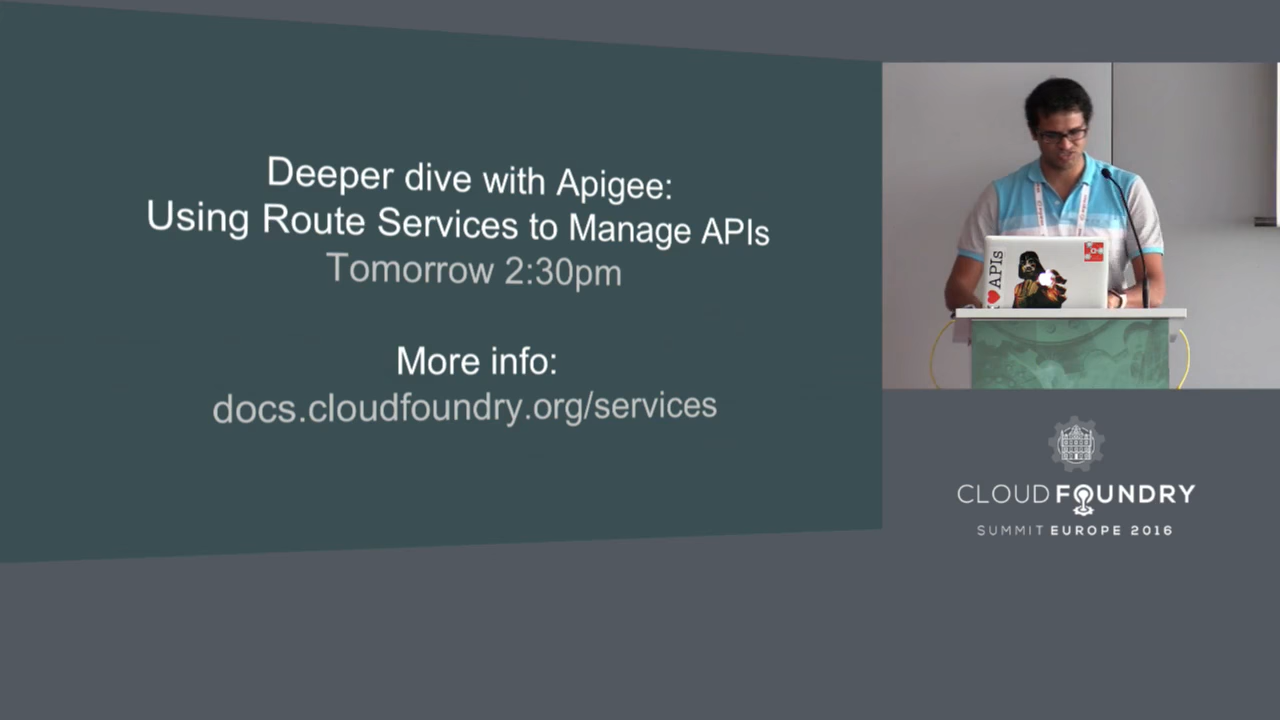 Deeper dive with Apigee:
Using Route Services to Manage APIs
Tomorrow 2:30pm
More info:
docs.cloudfoundry.org/services
I ♥ APIs
CLOUD FOUNDRY
SUMMIT EUROPE 2016